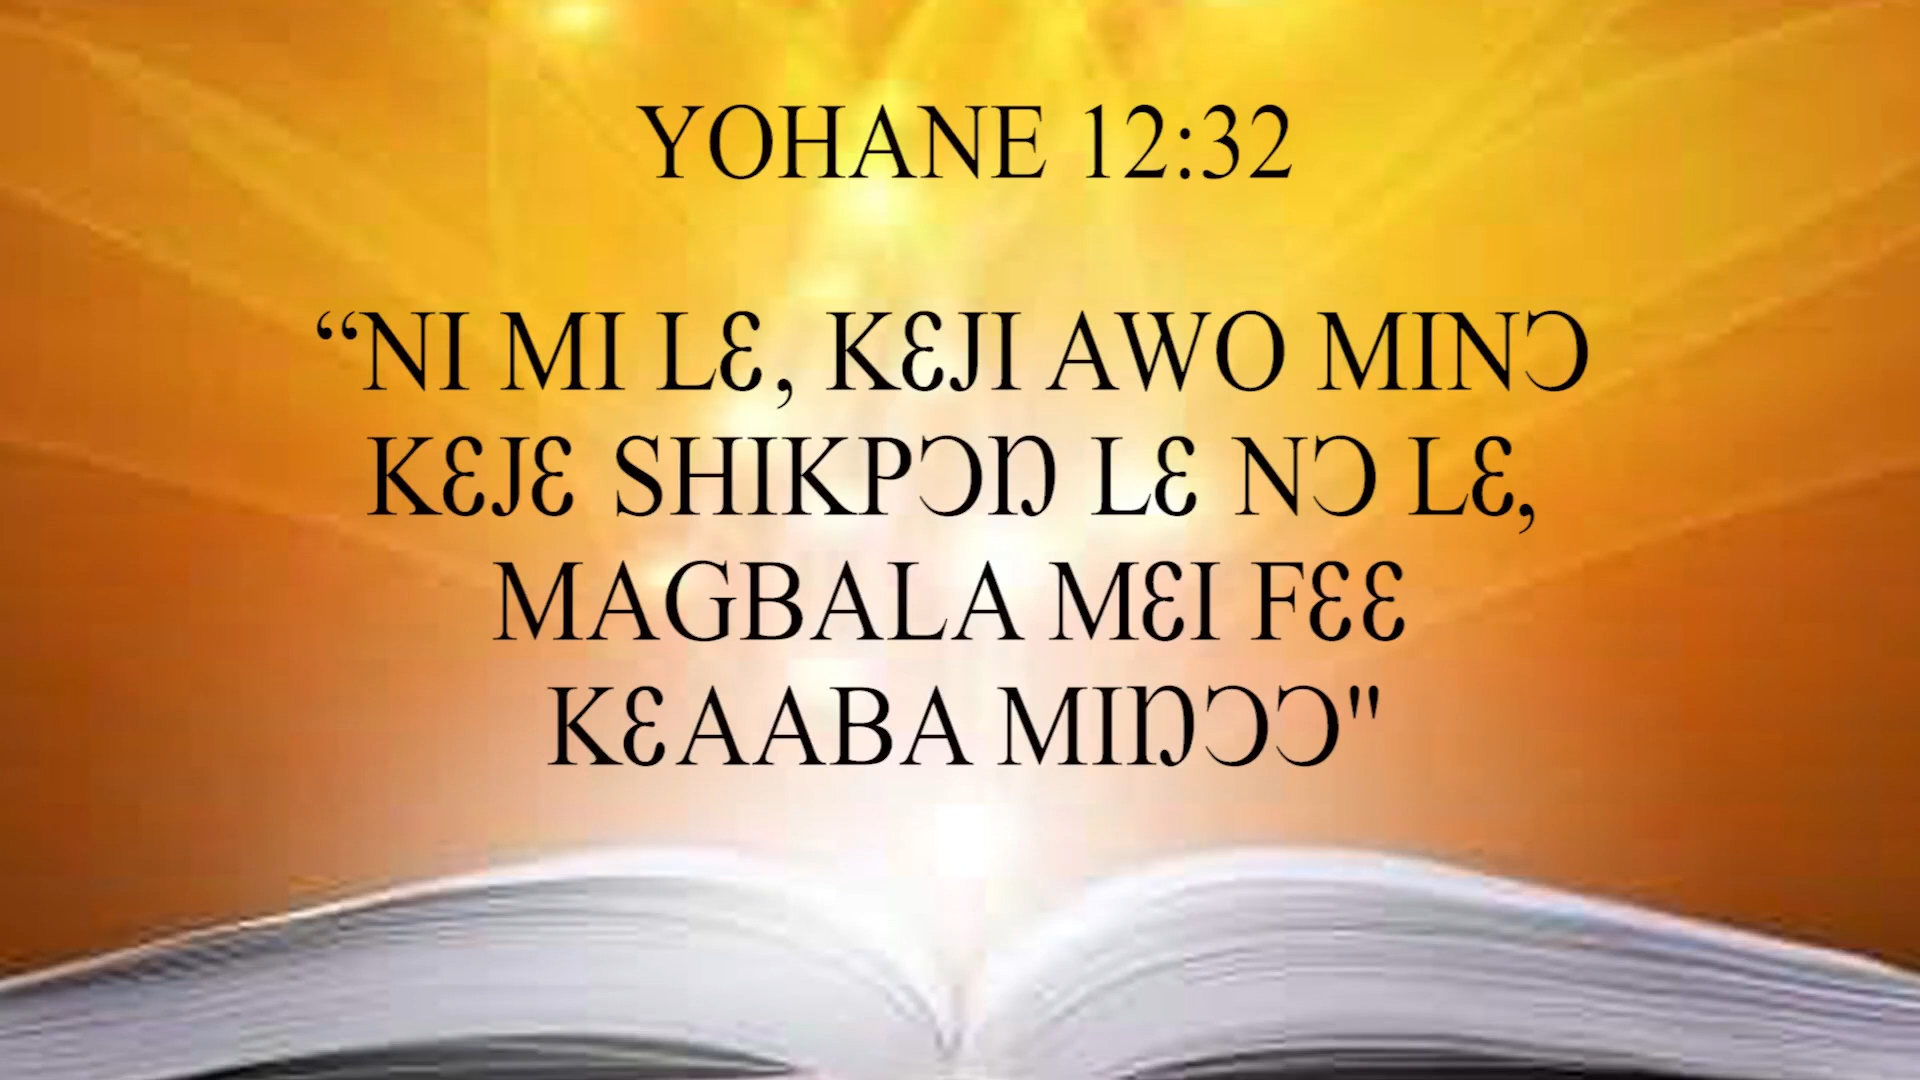 YOHANE 12:32
“NI MI LƐ, KƐJI AWO MINƆ
KƐJƐ SHIKPƆŊ LƐ NƆ LƐ,
MAGBALA MƐI FƐƐ
KƐAABA MIŊƆƆ"